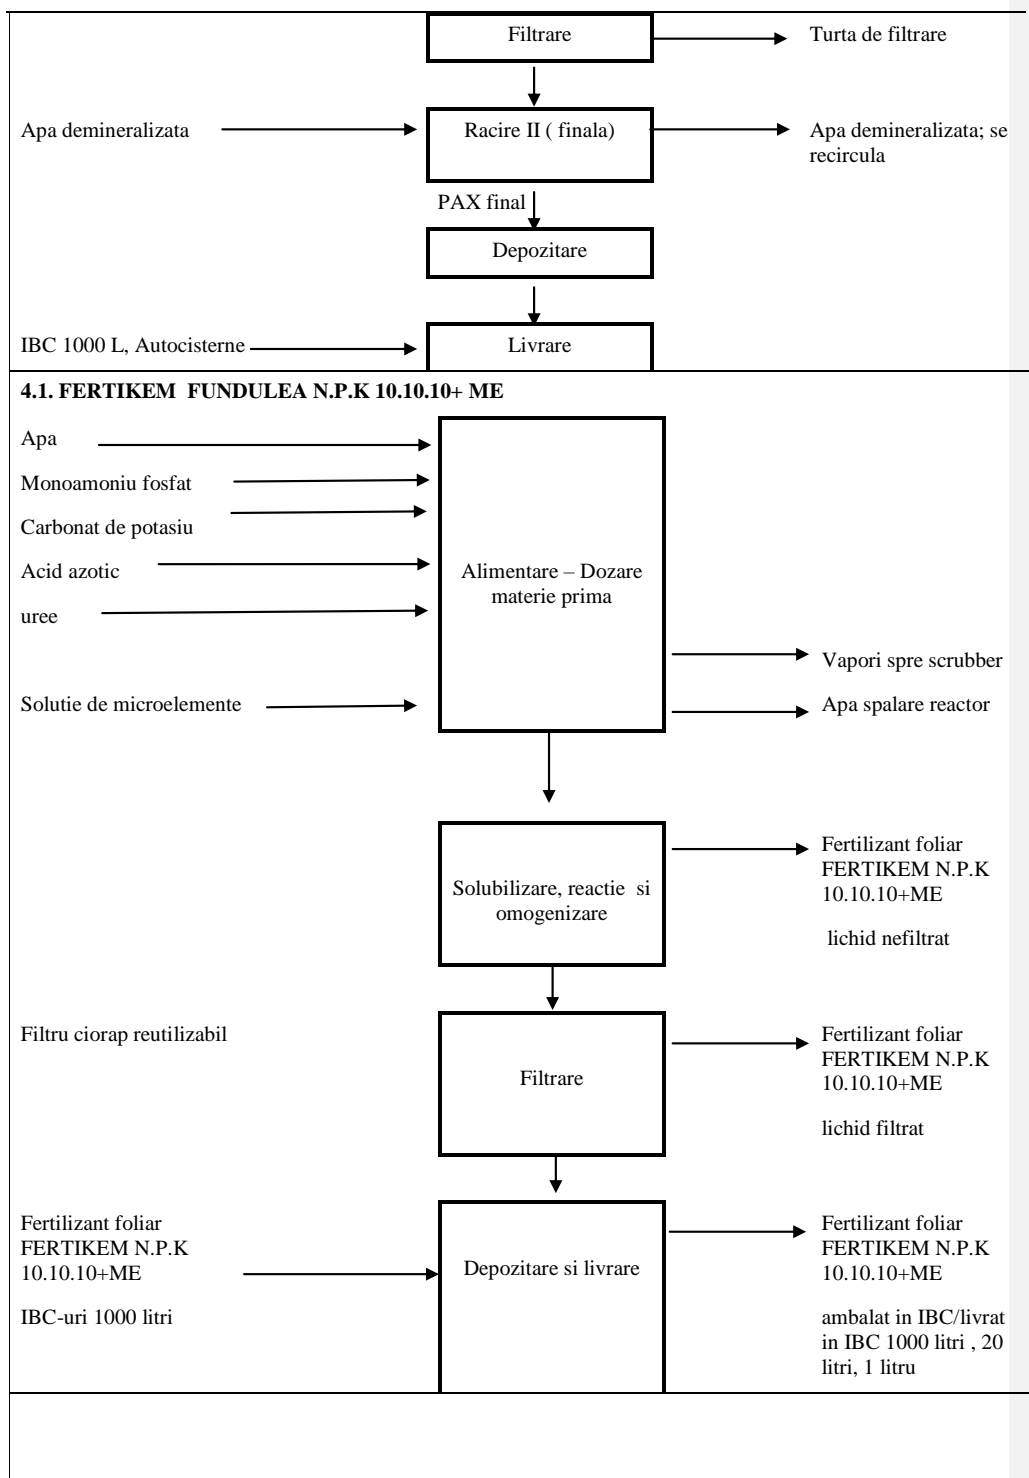 Filtrare
Turta de filtrare
Apa demineralizata
Racire II ( finala)
Apa demineralizata; se
recircula
PAX final
Depozitare
IBC 1000 L, Autocisterne
Livrare
4.1. FERTIKEM  FUNDULEA N.P.K 10.10.10+ ME
Apa
Monoamoniu fosfat
Carbonat de potasiu
Acid azotic
uree
Solutie de microelemente
Alimentare – Dozare
materie prima
Vapori spre scrubber
Apa spalare reactor
Solubilizare, reactie  si
omogenizare
Fertilizant foliar
FERTIKEM N.P.K
10.10.10+ME
lichid nefiltrat
Filtru ciorap reutilizabil
Filtrare
Fertilizant foliar
FERTIKEM N.P.K
10.10.10+ME
lichid filtrat
Fertilizant foliar
FERTIKEM N.P.K
10.10.10+ME
IBC-uri 1000 litri
Depozitare si livrare
Fertilizant foliar
FERTIKEM N.P.K
10.10.10+ME
ambalat in IBC/livrat
in IBC 1000 litri , 20
litri, 1 litru